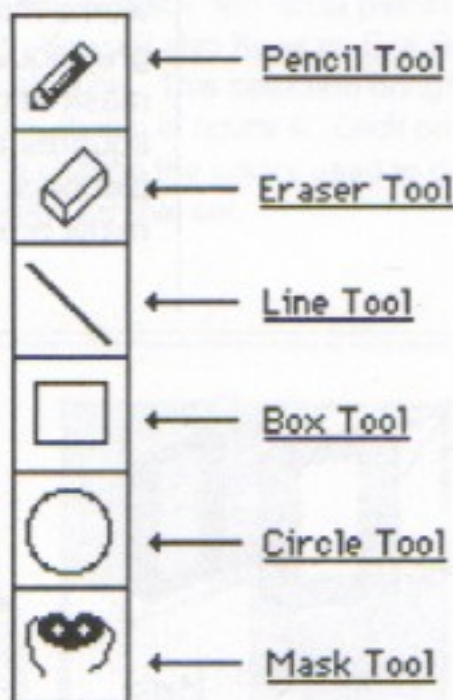 Pencil Tool
Eraser Tool
Line Tool
Box Tool
Circle Tool
Mask Tool